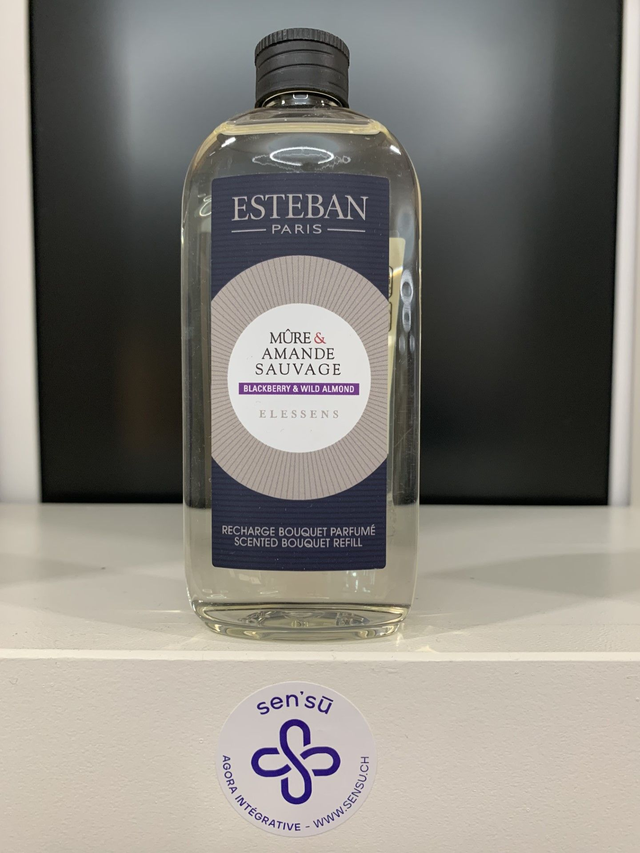 ESTEBAN
PARIS
MÛRE &
AMANDE
SAUVAGE
BLACKBERRY & WILD ALMOND
ELESSENS
RECHARGE BOUQUET PARFUMÉ
SCENTED BOUQUET REFILL
sen'sū
AGORA INTÉGRATIVE - WWW.SENSU.CH